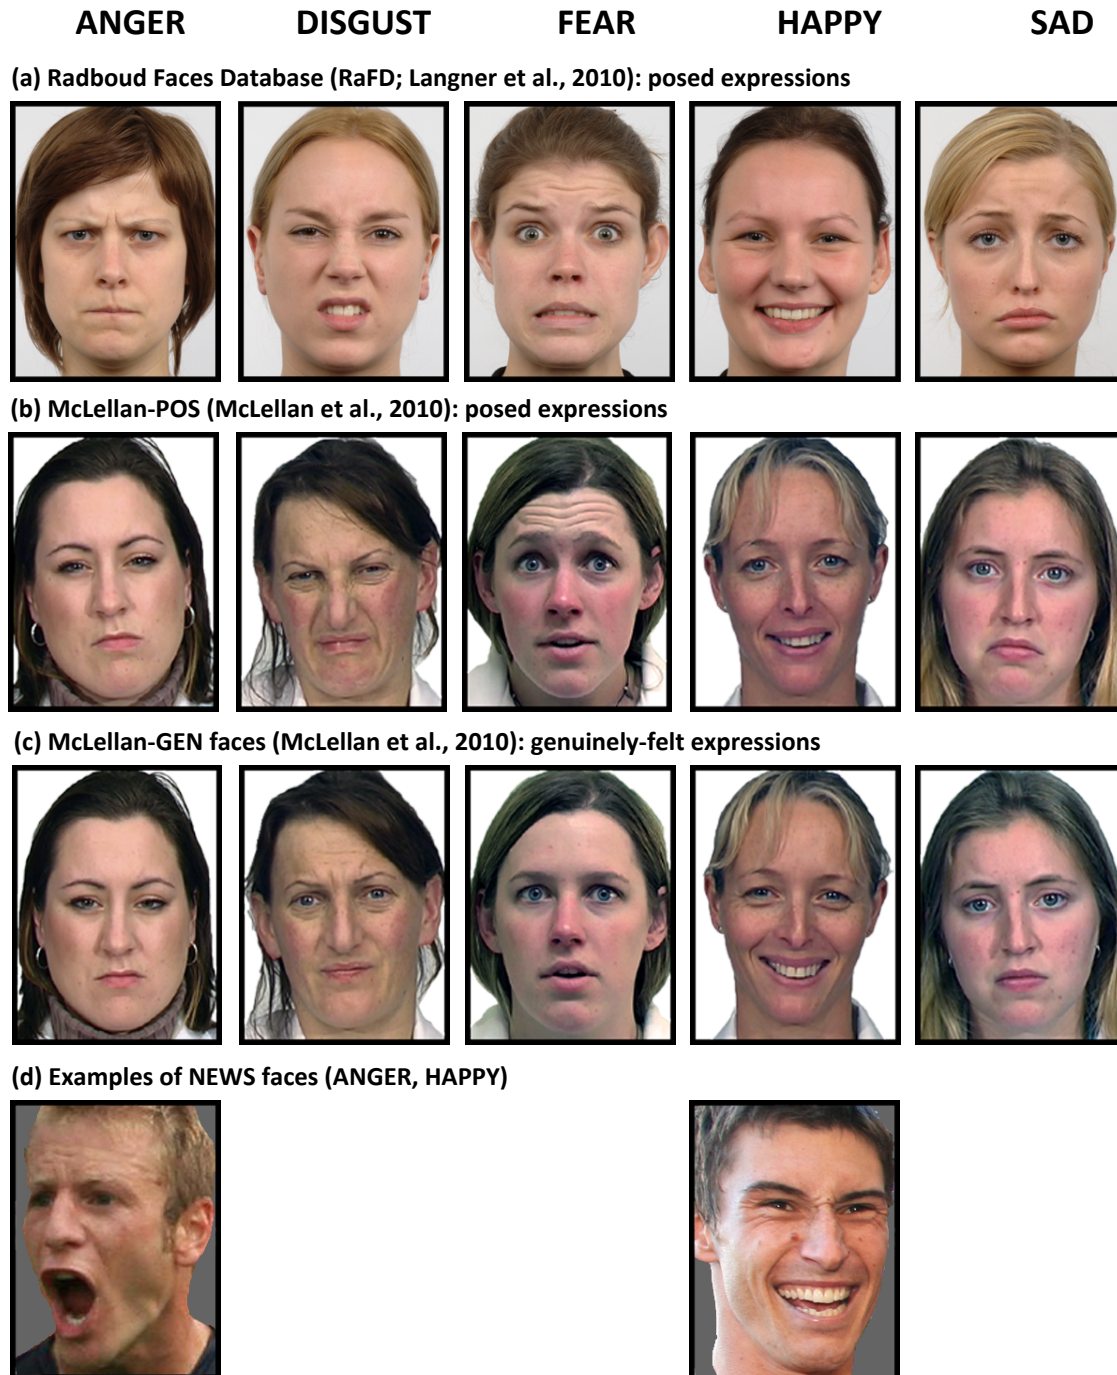 ANGER DISGUST FEAR HAPPY SAD
(a) Radboud Faces Database (RaFD; Langner et al., 2010): posed expressions
(b) McLellan-POS (McLellan et al., 2010): posed expressions
(c) McLellan-GEN faces (McLellan et al., 2010): genuinely-felt expressions
(d) Examples of NEWS faces (ANGER, HAPPY)